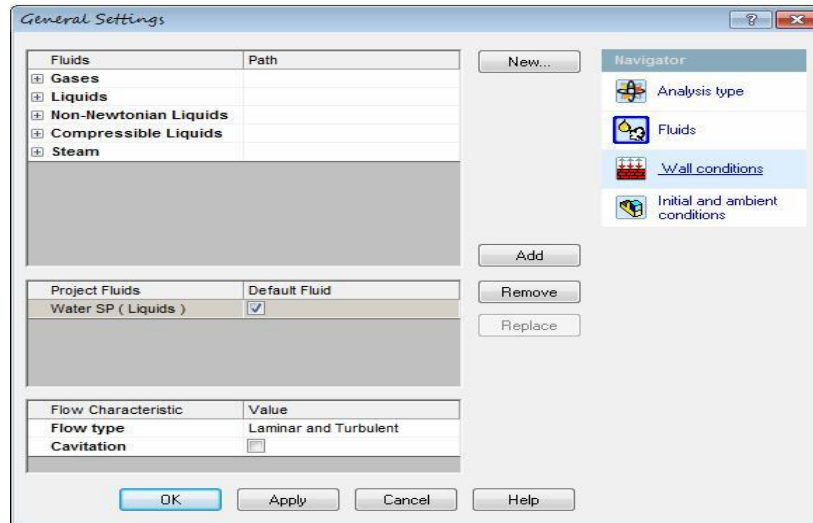 General Settings
Fluids Path
Gases
Liquids
Non-Newtonian Liquids
Compressible Liquids
Steam
New...
Add
Project Fluids Default Fluid
Water SP ( Liquids )
Remove
Replace
Flow Characteristic Value
Flow type Laminar and Turbulent
Cavitation
OK Apply Cancel Help
Navigator
Analysis type
Fluids
Wall conditions
Initial and ambient
conditions